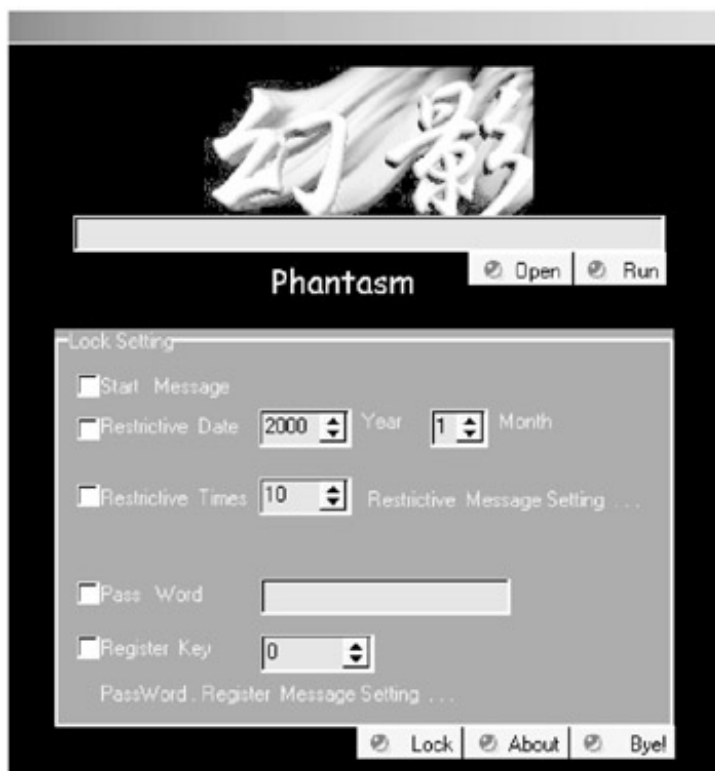 幻影
Open Run
Phantasm
Lock Setting
Start Message
Restrictive Date 2000 Year 1 Month
Restrictive Times 10 Restrictive Message Setting . . .
Pass Word
Register Key 0
PassWord . Register Message Setting . . .
Lock About Bye!